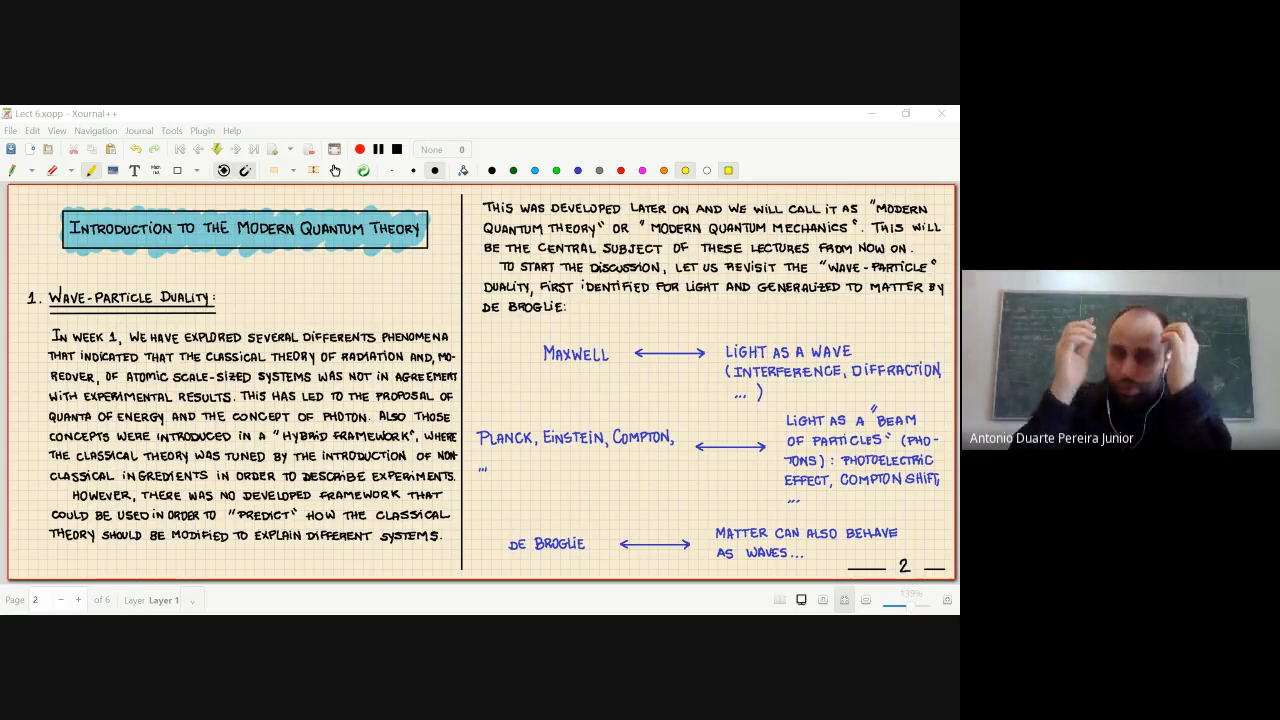 Lect 6.xopp - Xournal++
File Edit View Navigation Journal Tools Plugin Help
None 0
INTRODUCTION TO THE MODERN QUANTUM THEORY
1. WAVE-PARTICLE DUALITY:
IN WEEK 1, WE HAVE EXPLORED SEVERAL DIFFERENTS PHENOMENA
THAT INDICATED THAT THE CLASSICAL THEORY OF RADIATION AND, MO-
REOVER, OF ATOMIC SCALE-SIZED SYSTEMS WAS NOT IN AGREEMENT
WITH EXPERIMENTAL RESULTS. THIS HAS LED TO THE PROPOSAL OF
QUANTA OF ENERGY AND THE CONCEPT OF PHOTON. ALSO THOSE
CONCEPTS WERE INTRODUCED IN A "HYBRID FRAMEWORK", WHERE
THE CLASSICAL THEORY WAS TUNED BY THE INTRODUCTION OF NON
CLASSICAL INGREDIENTS IN ORDER TO DESCRIBE EXPERIMENTS.
HOWEVER, THERE WAS NO DEVELOPED FRAMEWORK THAT
COULD BE USED IN ORDER TO "PREDICT" HOW THE CLASSICAL
THEORY SHOULD BE MODIFIED TO EXPLAIN DIFFERENT SYSTEMS.
THIS WAS DEVELOPED LATER ON AND WE WILL CALL IT AS "MODERN
QUANTUM THEORY" OR "MODERN QUANTUM MECHANICS". THIS WILL
BE THE CENTRAL SUBJECT OF THESE LECTURES FROM NOW ON.
TO START THE DISCUSSION, LET US REVISIT THE "WAVE-PARTICLE"
DUALITY, FIRST IDENTIFIED FOR LIGHT AND GENERALIZED TO MATTER BY
DE BROGLIE:
MAXWELL ⟷ LIGHT AS A WAVE
(INTERFERENCE, DIFFRACTION,
... )
PLANCK, EINSTEIN, COMPTON, ...
⟷ LIGHT AS A "BEAM
OF PARTICLES" (PHO-
TONS): PHOTOELECTRIC
EFFECT, COMPTON SHIFT,
...
DE BROGLIE ⟷ MATTER CAN ALSO BEHAVE
AS WAVES...
2
Page 2 of 6 Layer Layer 1
139%
Antonio Duarte Pereira Junior